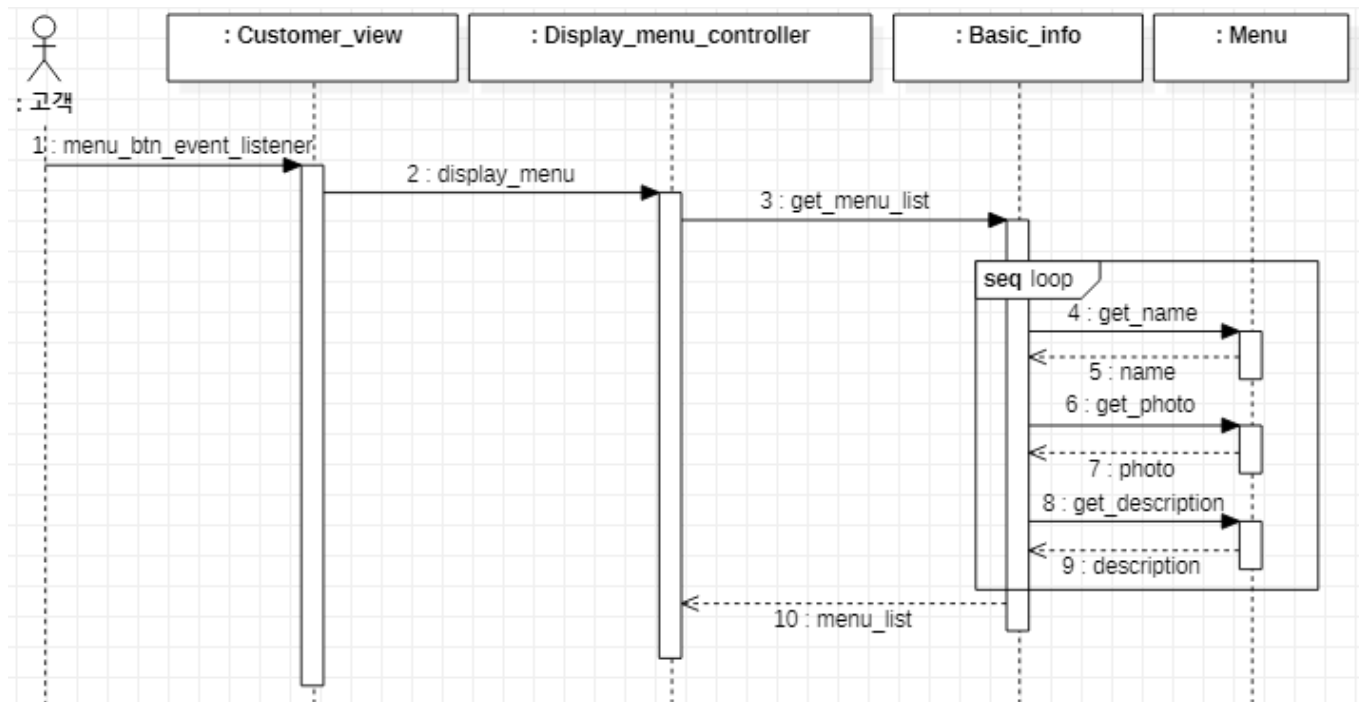 : Customer_view
: Display_menu_controller
: Basic_info
: Menu
: 고객
1 : menu_btn_event_listener
2 : display_menu
3 : get_menu_list
seq loop
4 : get_name
5 : name
6 : get_photo
7 : photo
8 : get_description
9 : description
10 : menu_list